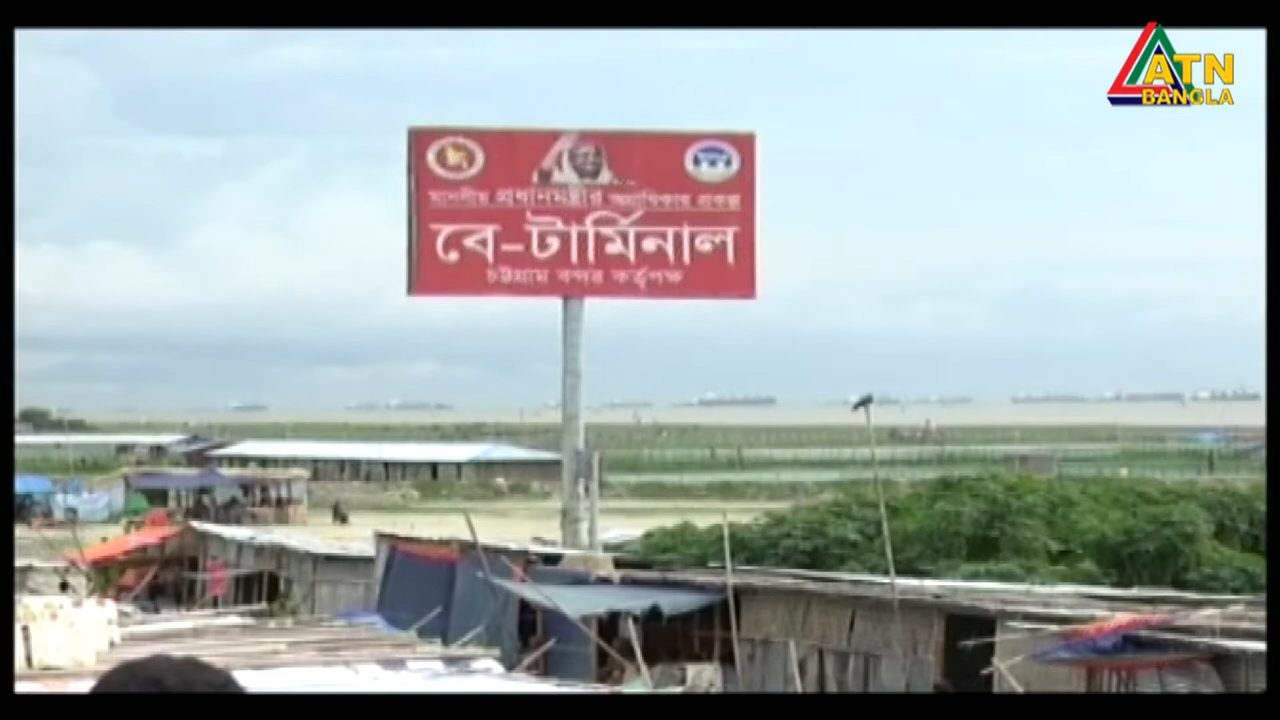 ATN
BANGLA
মাননীয় প্রধানমন্ত্রীর অগ্রাধিকার প্রকল্প
বে-টার্মিনাল
চট্টগ্রাম বন্দর কর্তৃপক্ষ